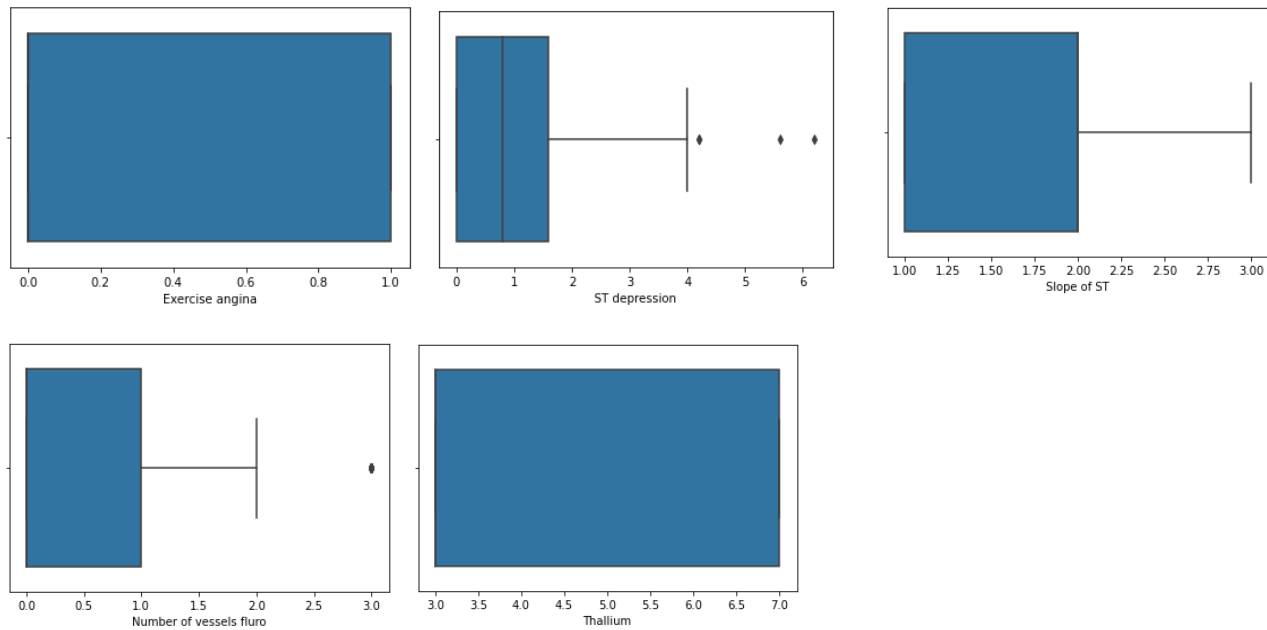 0.0 0.2 0.4 0.6 0.8 1.0
Exercise angina
0 1 2 3 4 5 6
ST depression
1.00 1.25 1.50 1.75 2.00 2.25 2.50 2.75 3.00
Slope of ST
0.0 0.5 1.0 1.5 2.0 2.5 3.0
Number of vessels fluro
3.0 3.5 4.0 4.5 5.0 5.5 6.0 6.5 7.0
Thallium